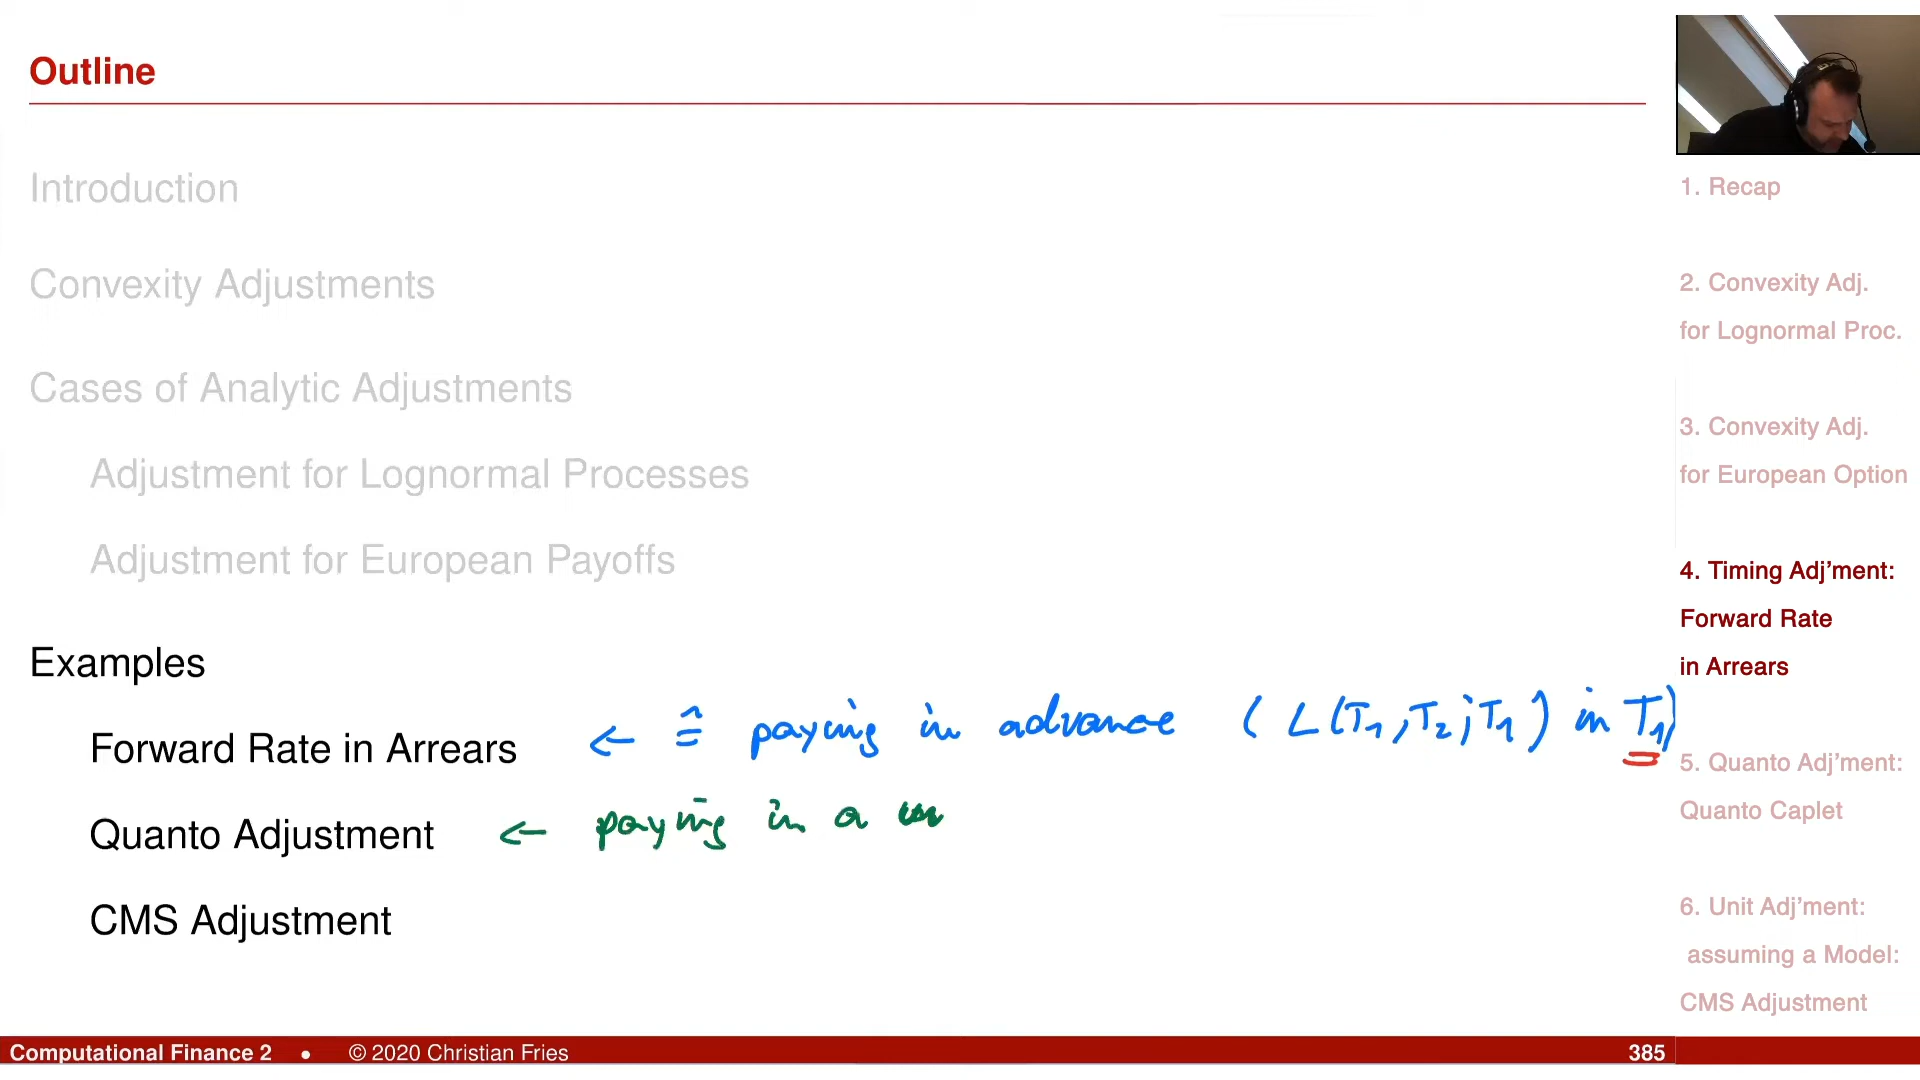 Outline
Introduction
Convexity Adjustments
Cases of Analytic Adjustments
Adjustment for Lognormal Processes
Adjustment for European Payoffs
Examples
Forward Rate in Arrears ← ≙ paying in advance ( L(T₁,T₂;T₁) in T₁)
Quanto Adjustment ← paying in a
CMS Adjustment
1. Recap
2. Convexity Adj.
for Lognormal Proc.
3. Convexity Adj.
for European Option
4. Timing Adj’ment:
Forward Rate
in Arrears
5. Quanto Adj’ment:
Quanto Caplet
6. Unit Adj’ment:
assuming a Model:
CMS Adjustment
Computational Finance 2 • © 2020 Christian Fries 385